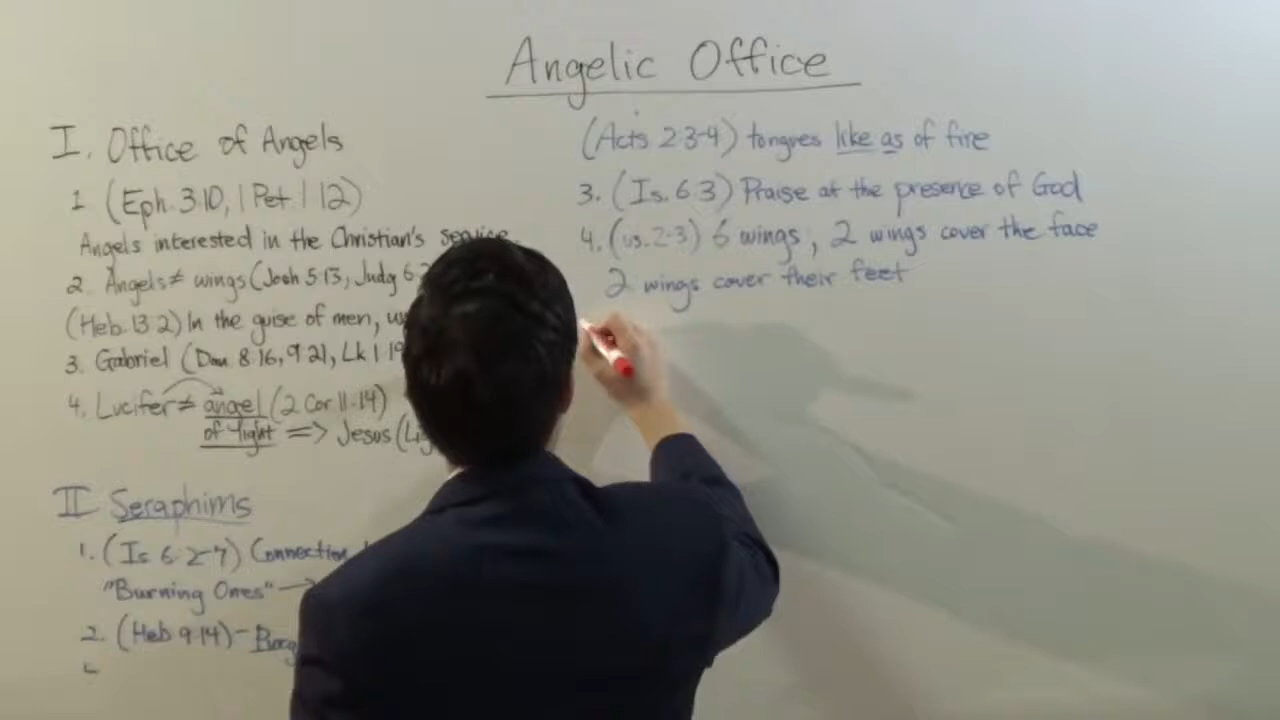 Angelic Office
I. Office of Angels
1 (Eph. 3:10, 1 Pet. 1:12)
Angels interested in the Christian's service
2. Angels ≠ wings (Josh 5:13, Judg 6:
(Heb. 13:2) In the guise of men,
3. Gabriel (Dan 8:16, 9:21, Lk 1:19
4. Lucifer ≠ angel (2 Cor 11:14)
of light => Jesus
II Seraphims
1. (Is 6:2-7) Connection
"Burning Ones" →
2. (Heb 9:14) -
(Acts 2:3-4) tongues like as of fire
3. (Is. 6:3) Praise at the presence of God
4. (vs. 2-3) 6 wings, 2 wings cover the face
2 wings cover their feet